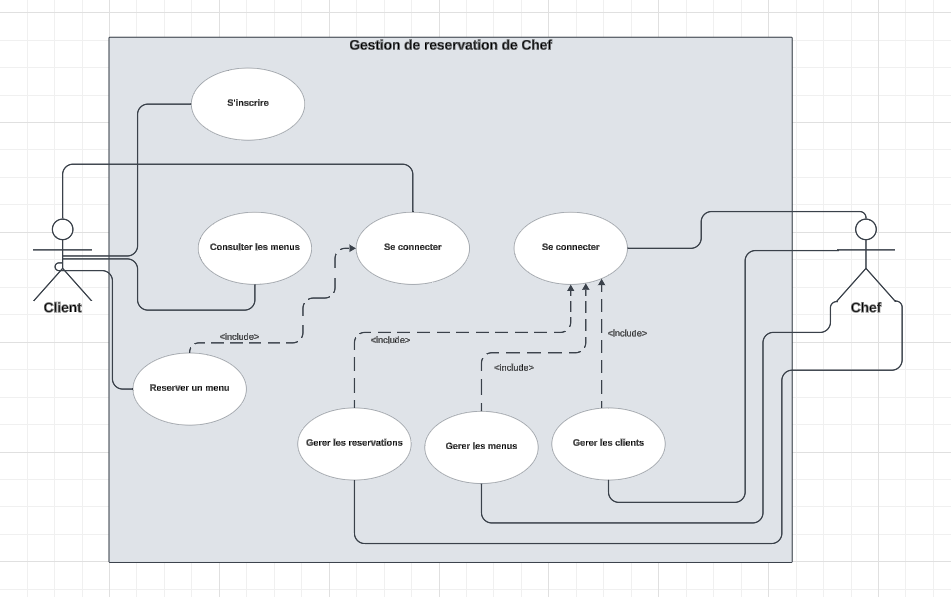 Gestion de reservation de Chef
S'inscrire
Consulter les menus
Se connecter
Se connecter
Client
Chef
<include>
<include>
<include>
<include>
Reserver un menu
Gerer les reservations
Gerer les menus
Gerer les clients